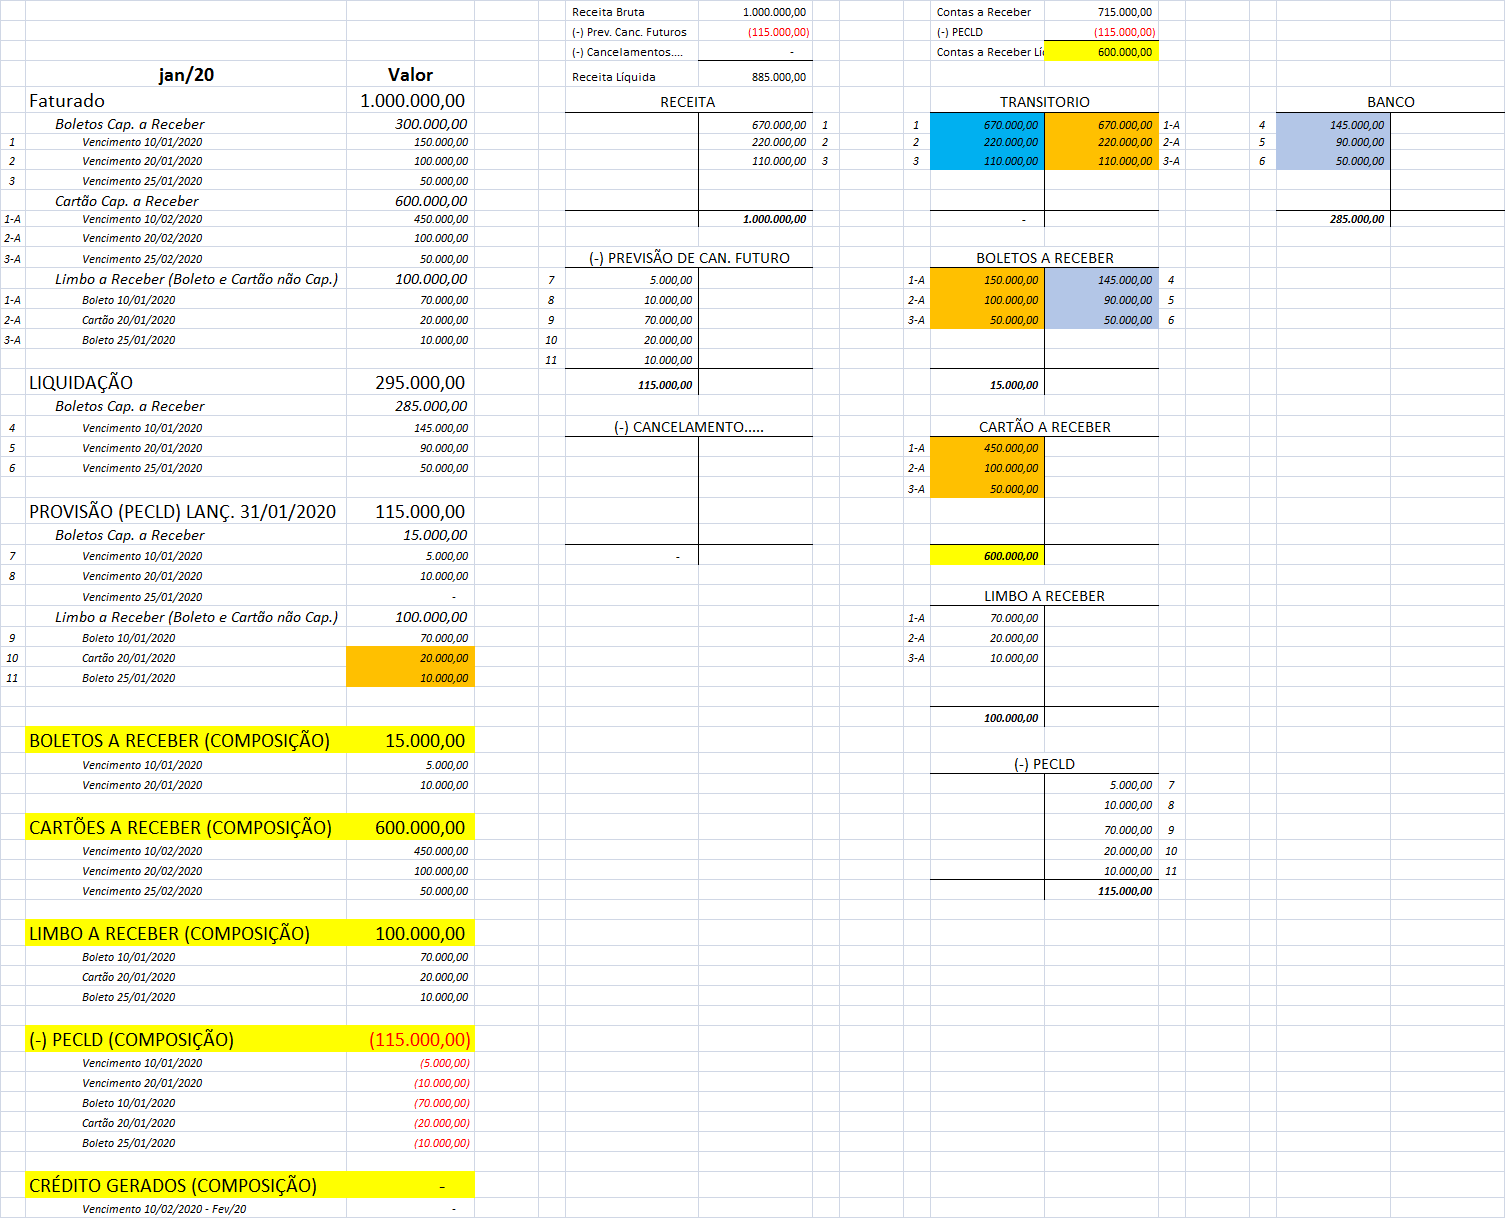 Receita Bruta 1.000.000,00
(-) Prev. Canc. Futuros (115.000,00)
(-) Cancelamentos.... -
Receita Líquida 885.000,00
Contas a Receber 715.000,00
(-) PECLD (115.000,00)
Contas a Receber Lí 600.000,00
jan/20 Valor
Faturado 1.000.000,00
Boletos Cap. a Receber 300.000,00
1 Vencimento 10/01/2020 150.000,00
2 Vencimento 20/01/2020 100.000,00
3 Vencimento 25/01/2020 50.000,00
Cartão Cap. a Receber 600.000,00
1-A Vencimento 10/02/2020 450.000,00
2-A Vencimento 20/02/2020 100.000,00
3-A Vencimento 25/02/2020 50.000,00
Limbo a Receber (Boleto e Cartão não Cap.) 100.000,00
1-A Boleto 10/01/2020 70.000,00
2-A Cartão 20/01/2020 20.000,00
3-A Boleto 25/01/2020 10.000,00
LIQUIDAÇÃO 295.000,00
Boletos Cap. a Receber 285.000,00
4 Vencimento 10/01/2020 145.000,00
5 Vencimento 20/01/2020 90.000,00
6 Vencimento 25/01/2020 50.000,00
PROVISÃO (PECLD) LANÇ. 31/01/2020 115.000,00
Boletos Cap. a Receber 15.000,00
7 Vencimento 10/01/2020 5.000,00
8 Vencimento 20/01/2020 10.000,00
Vencimento 25/01/2020 -
Limbo a Receber (Boleto e Cartão não Cap.) 100.000,00
9 Boleto 10/01/2020 70.000,00
10 Cartão 20/01/2020 20.000,00
11 Boleto 25/01/2020 10.000,00
BOLETOS A RECEBER (COMPOSIÇÃO) 15.000,00
Vencimento 10/01/2020 5.000,00
Vencimento 20/01/2020 10.000,00
CARTÕES A RECEBER (COMPOSIÇÃO) 600.000,00
Vencimento 10/02/2020 450.000,00
Vencimento 20/02/2020 100.000,00
Vencimento 25/02/2020 50.000,00
LIMBO A RECEBER (COMPOSIÇÃO) 100.000,00
Boleto 10/01/2020 70.000,00
Cartão 20/01/2020 20.000,00
Boleto 25/01/2020 10.000,00
(-) PECLD (COMPOSIÇÃO) (115.000,00)
Vencimento 10/01/2020 (5.000,00)
Vencimento 20/01/2020 (10.000,00)
Boleto 10/01/2020 (70.000,00)
Cartão 20/01/2020 (20.000,00)
Boleto 25/01/2020 (10.000,00)
CRÉDITO GERADOS (COMPOSIÇÃO) -
Vencimento 10/02/2020 - Fev/20 -
RECEITA
670.000,00 1
220.000,00 2
110.000,00 3
1.000.000,00
(-) PREVISÃO DE CAN. FUTURO
7 5.000,00
8 10.000,00
9 70.000,00
10 20.000,00
11 10.000,00
115.000,00
(-) CANCELAMENTO.....
-
TRANSITORIO
1 670.000,00 670.000,00 1-A
2 220.000,00 220.000,00 2-A
3 110.000,00 110.000,00 3-A
-
BOLETOS A RECEBER
1-A 150.000,00 145.000,00 4
2-A 100.000,00 90.000,00 5
3-A 50.000,00 50.000,00 6
15.000,00
CARTÃO A RECEBER
1-A 450.000,00
2-A 100.000,00
3-A 50.000,00
600.000,00
LIMBO A RECEBER
1-A 70.000,00
2-A 20.000,00
3-A 10.000,00
100.000,00
(-) PECLD
5.000,00 7
10.000,00 8
70.000,00 9
20.000,00 10
10.000,00 11
115.000,00
BANCO
4 145.000,00
5 90.000,00
6 50.000,00
285.000,00